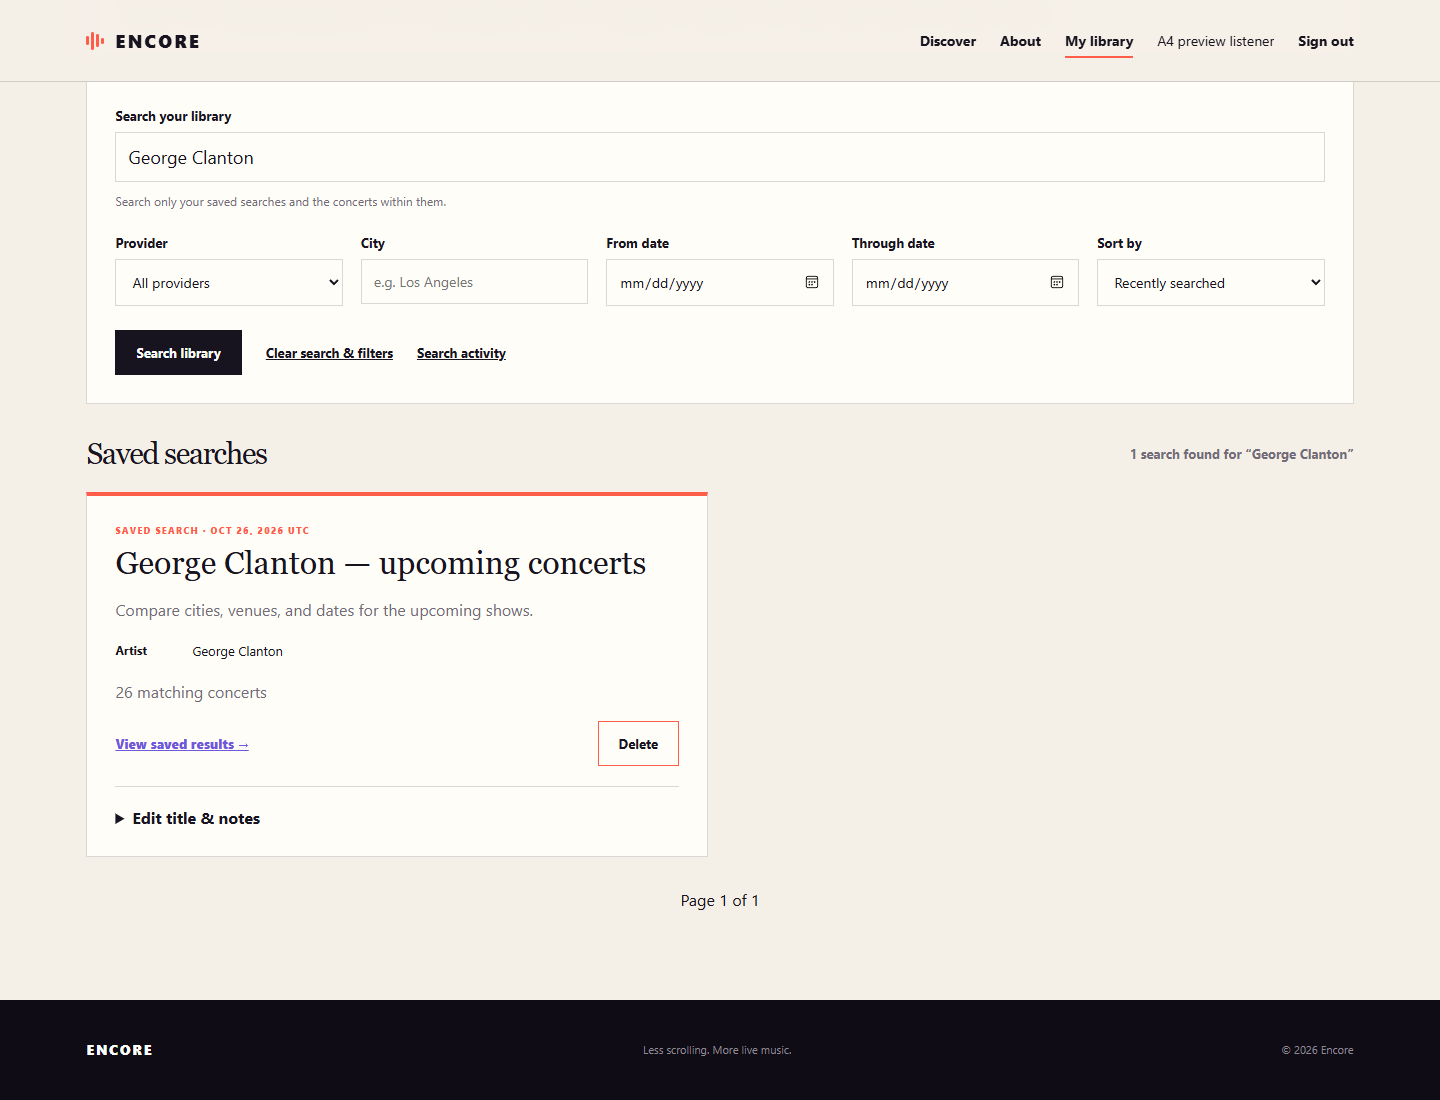 ENCORE
Discover About My library A4 preview listener Sign out
Search your library
George Clanton
Search only your saved searches and the concerts within them.
Provider City From date Through date Sort by
All providers e.g. Los Angeles mm/dd/yyyy mm/dd/yyyy Recently searched
Search library Clear search & filters Search activity
Saved searches 1 search found for “George Clanton”
SAVED SEARCH · OCT 26, 2026 UTC
George Clanton — upcoming concerts
Compare cities, venues, and dates for the upcoming shows.
Artist George Clanton
26 matching concerts
View saved results → Delete
▶ Edit title & notes
Page 1 of 1
ENCORE Less scrolling. More live music. © 2026 Encore